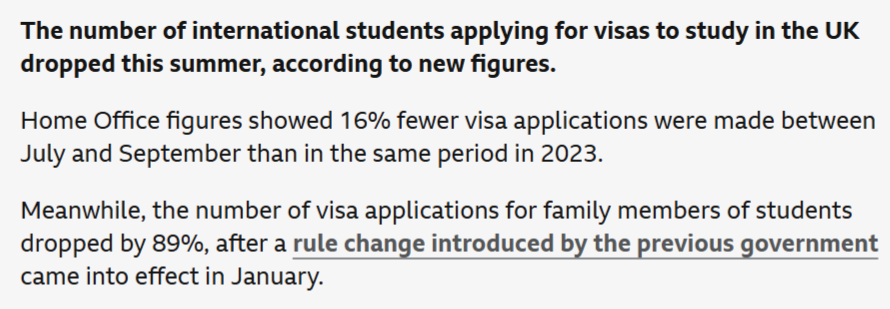 The number of international students applying for visas to study in the UK
dropped this summer, according to new figures.
Home Office figures showed 16% fewer visa applications were made between
July and September than in the same period in 2023.
Meanwhile, the number of visa applications for family members of students
dropped by 89%, after a rule change introduced by the previous government
came into effect in January.